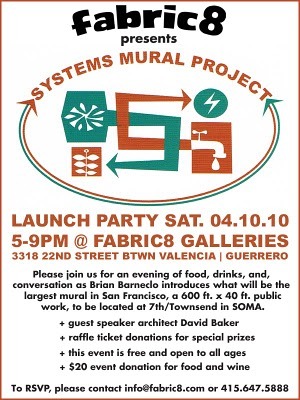 fabric8
presents
SYSTEMS MURAL PROJECT
LAUNCH PARTY SAT. 04.10.10
5-9PM @ FABRIC8 GALLERIES
3318 22ND STREET BTWN VALENCIA | GUERRERO
Please join us for an evening of food, drinks, and,
conversation as Brian Barneclo introduces what will be the
largest mural in San Francisco, a 600 ft. x 40 ft. public
work, to be located at 7th/Townsend in SOMA.
+ guest speaker architect David Baker
+ raffle ticket donations for special prizes
+ this event is free and open to all ages
+ $20 event donation for food and wine
To RSVP, please contact info@fabric8.com or 415.647.5888